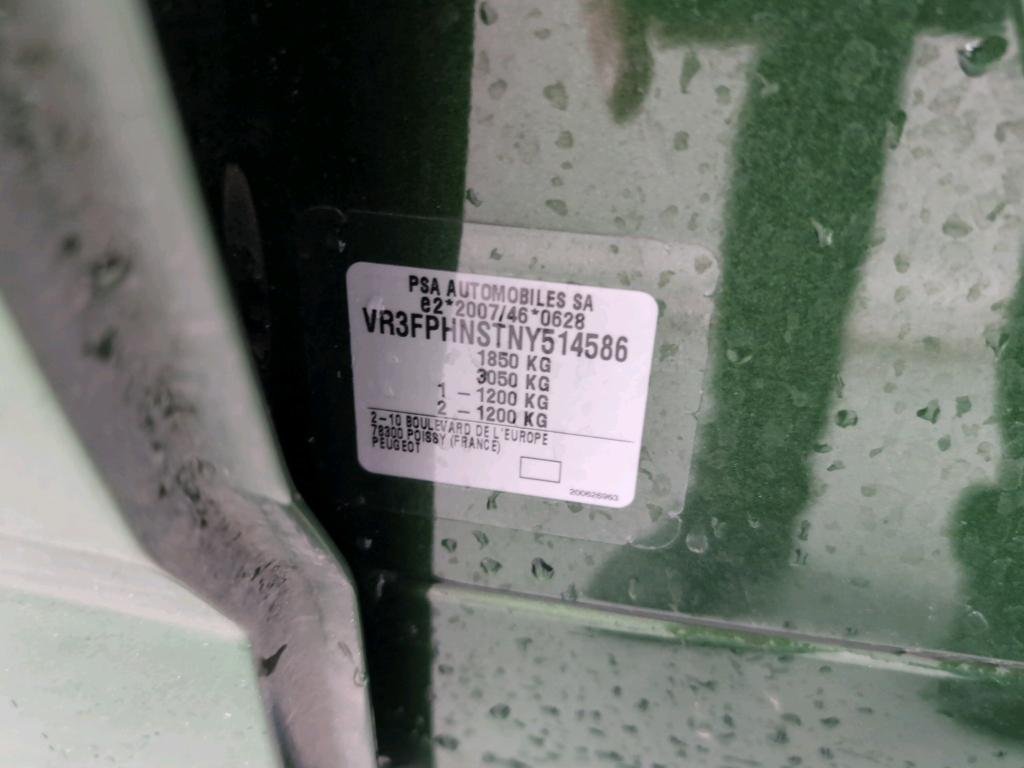 PSA AUTOMOBILES SA
e2*2007/46*0628
VR3FPHNSTNY514586
1850 KG
3050 KG
1 - 1200 KG
2 - 1200 KG
2-10 BOULEVARD DE L'EUROPE
78300 POISSY (FRANCE)
PEUGEOT
200626963